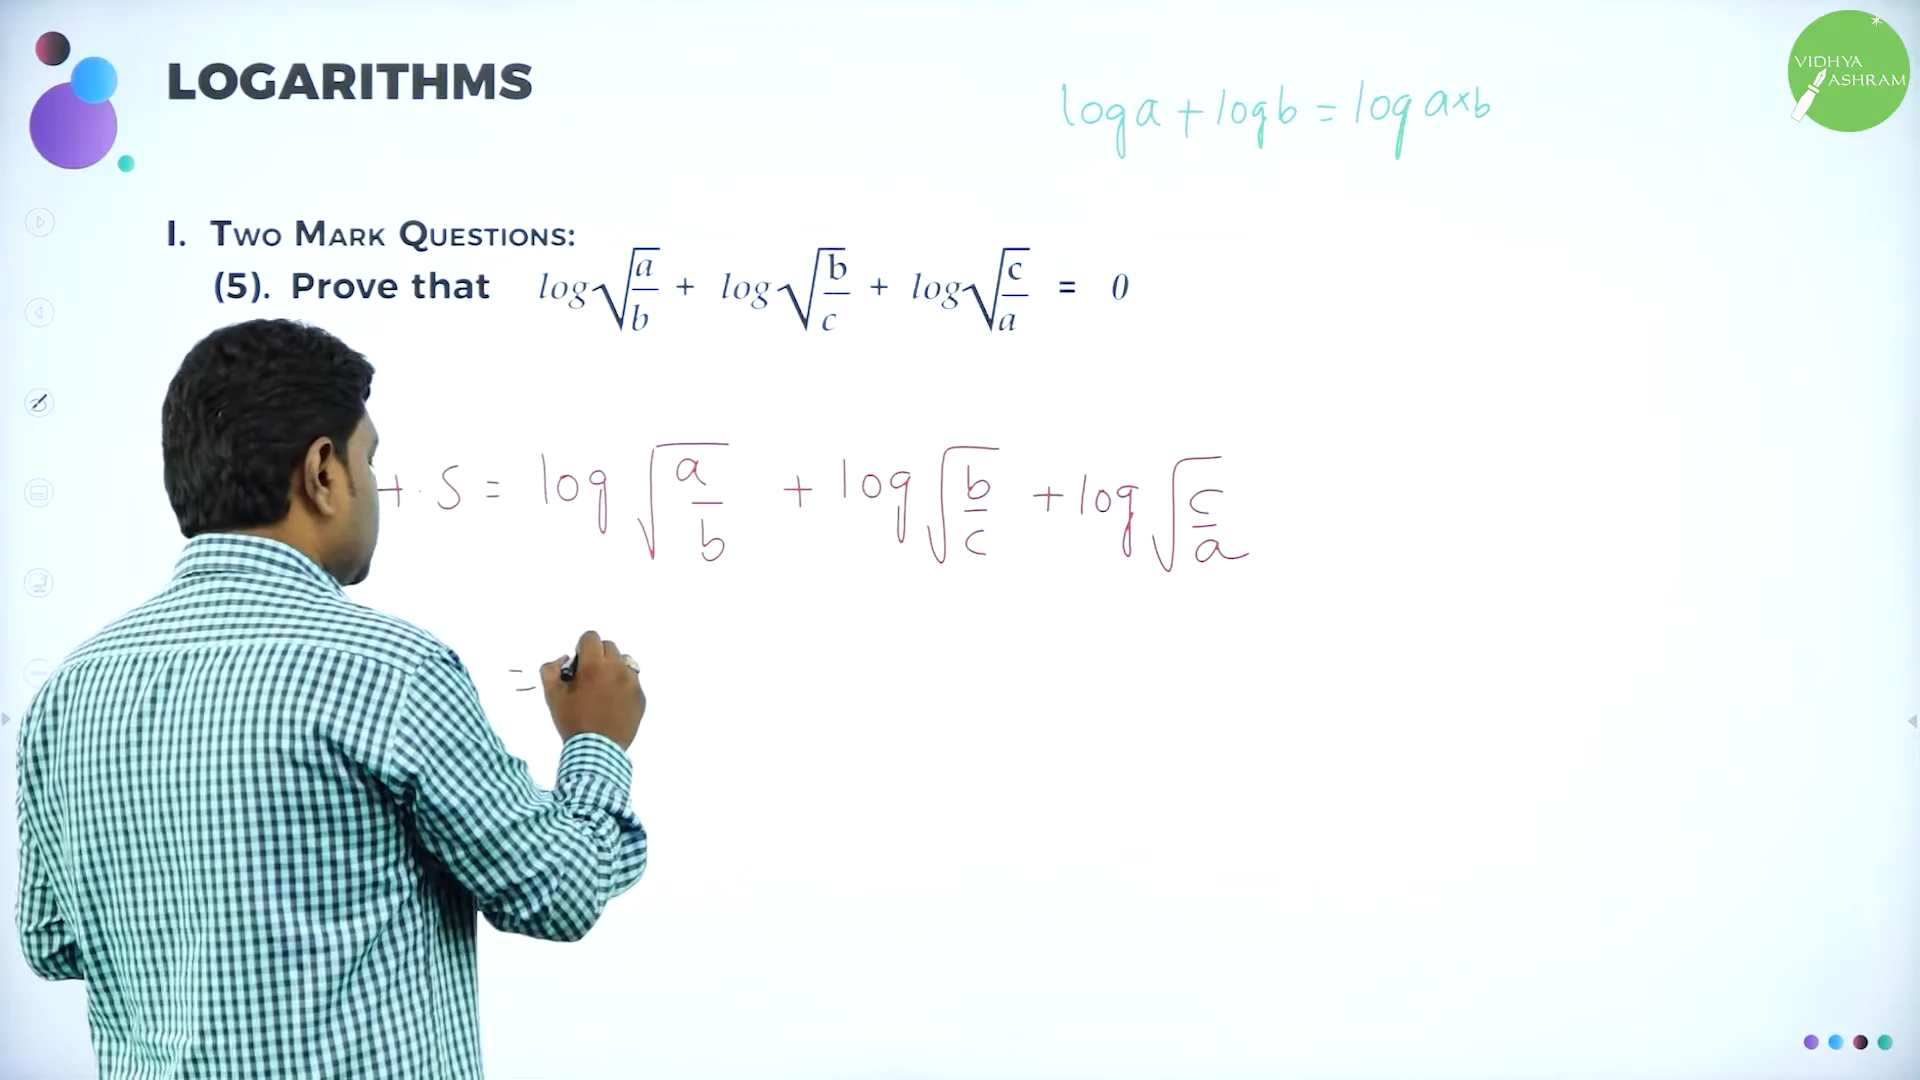 LOGARITHMS
log a + log b = log a×b
VIDHYA
ASHRAM
I. TWO MARK QUESTIONS:
(5). Prove that log√(a/b) + log√(b/c) + log√(c/a) = 0
. S = log√(a/b) + log√(b/c) + log√(c/a)
=